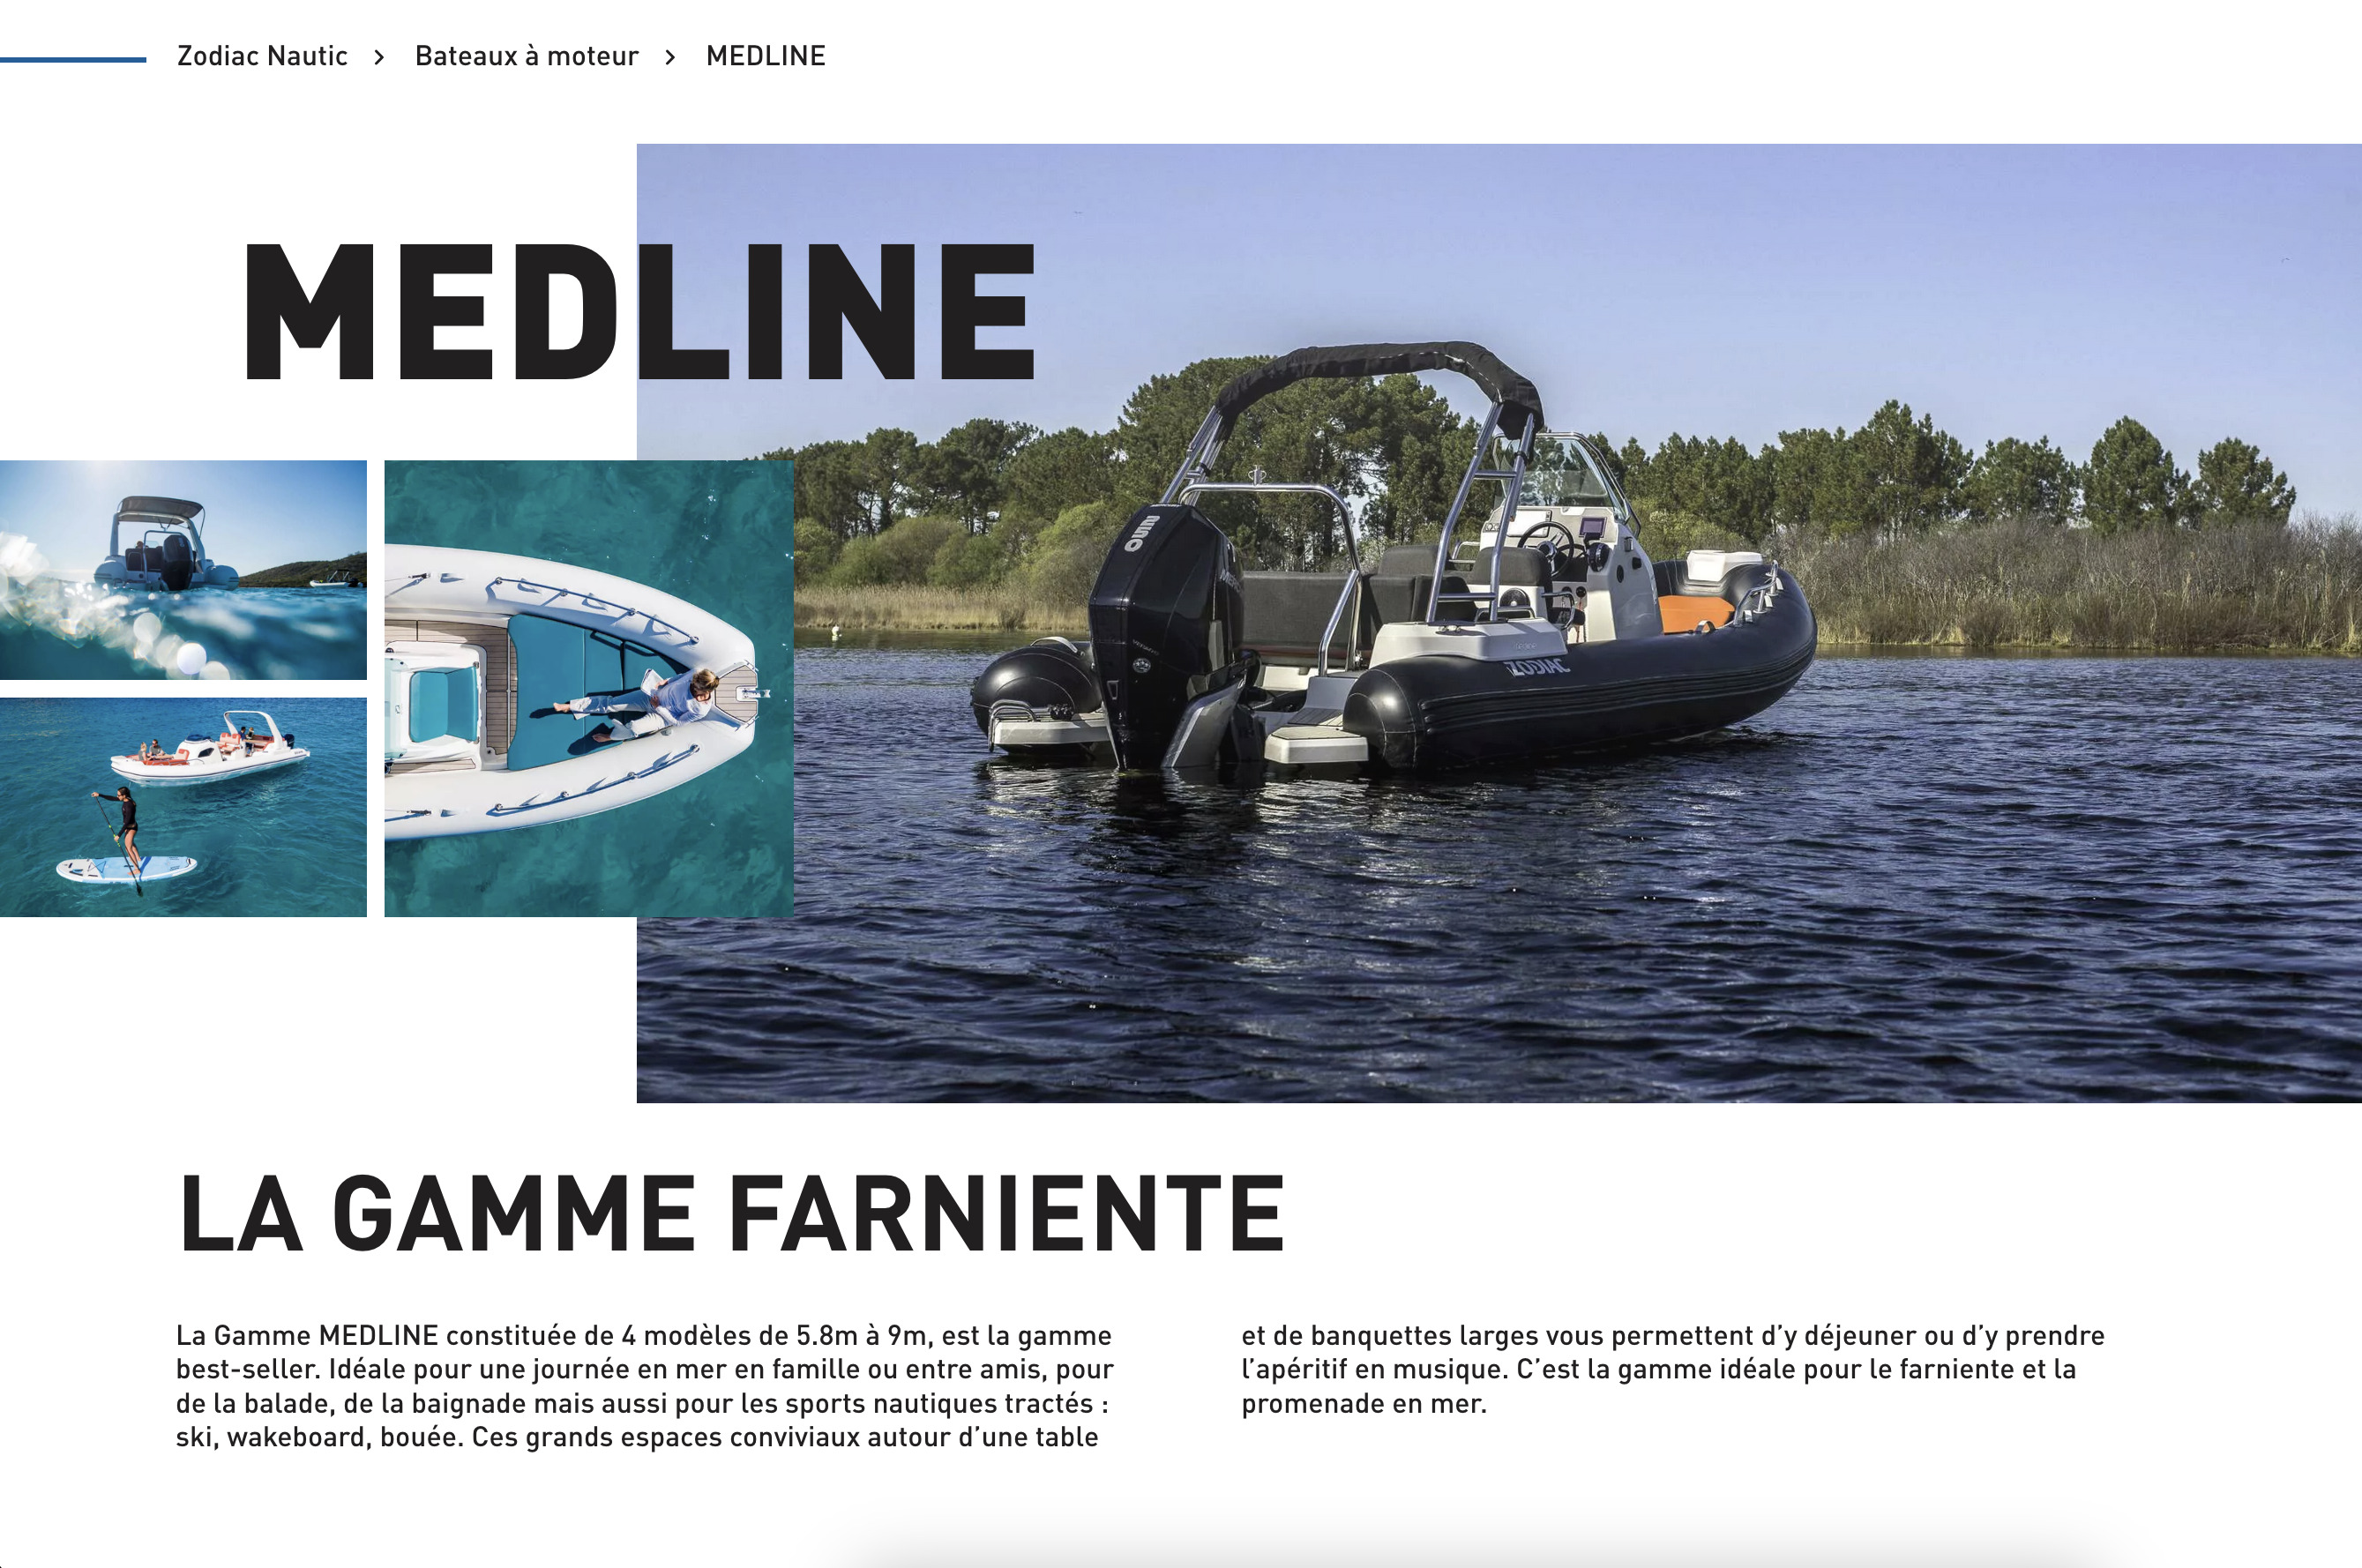 Zodiac Nautic > Bateaux à moteur > MEDLINE
MEDLINE
250
ZODIAC
LA GAMME FARNIENTE
La Gamme MEDLINE constituée de 4 modèles de 5.8m à 9m, est la gamme
best-seller. Idéale pour une journée en mer en famille ou entre amis, pour
de la balade, de la baignade mais aussi pour les sports nautiques tractés :
ski, wakeboard, bouée. Ces grands espaces conviviaux autour d’une table
et de banquettes larges vous permettent d’y déjeuner ou d’y prendre
l’apéritif en musique. C’est la gamme idéale pour le farniente et la
promenade en mer.